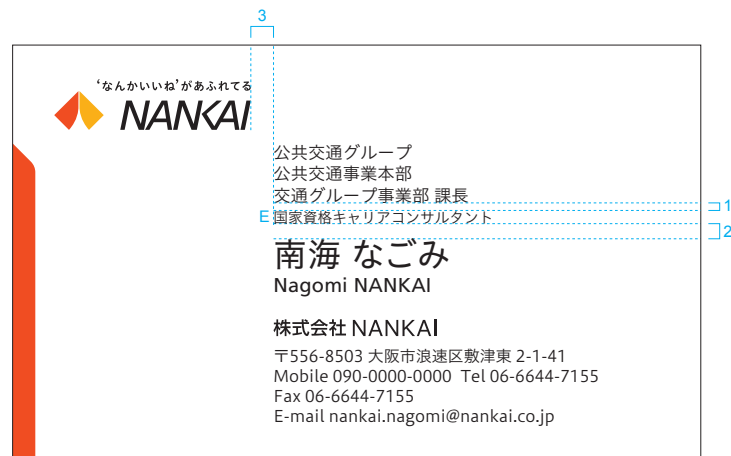 3
‘なんかいいね’があふれてる
NANKAI
公共交通グループ
公共交通事業本部
交通グループ事業部 課長
1
E 国家資格キャリアコンサルタント
2
南海 なごみ
Nagomi NANKAI
株式会社 NANKAI
〒556-8503 大阪市浪速区敷津東 2-1-41
Mobile 090-0000-0000 Tel 06-6644-7155
Fax 06-6644-7155
E-mail nankai.nagomi@nankai.co.jp